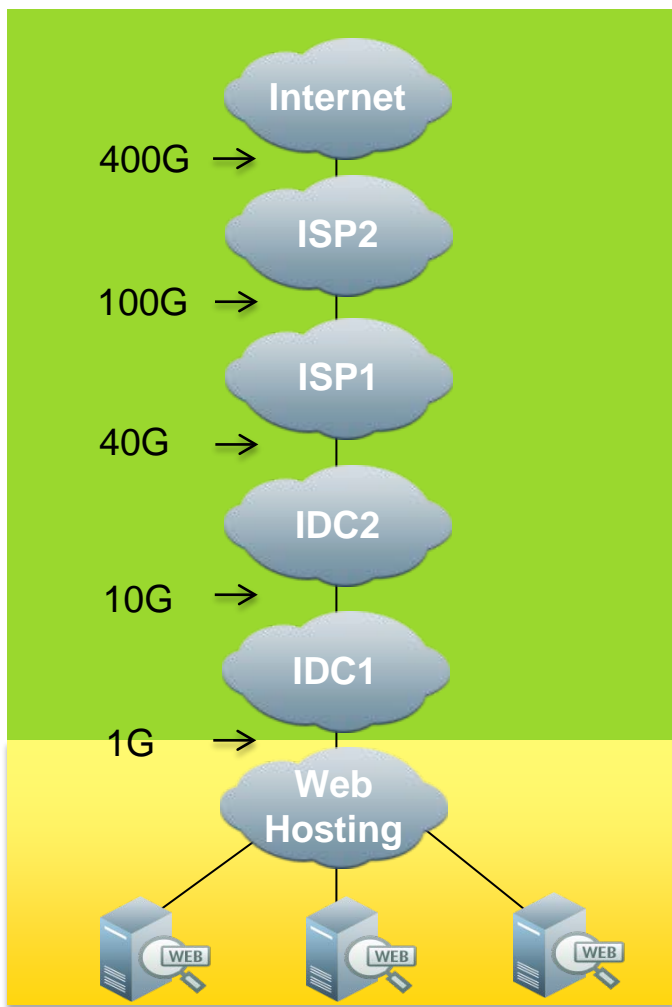 Internet
400G
ISP2
100G
ISP1
40G
IDC2
10G
IDC1
1G
Web
Hosting
WEB
WEB
WEB